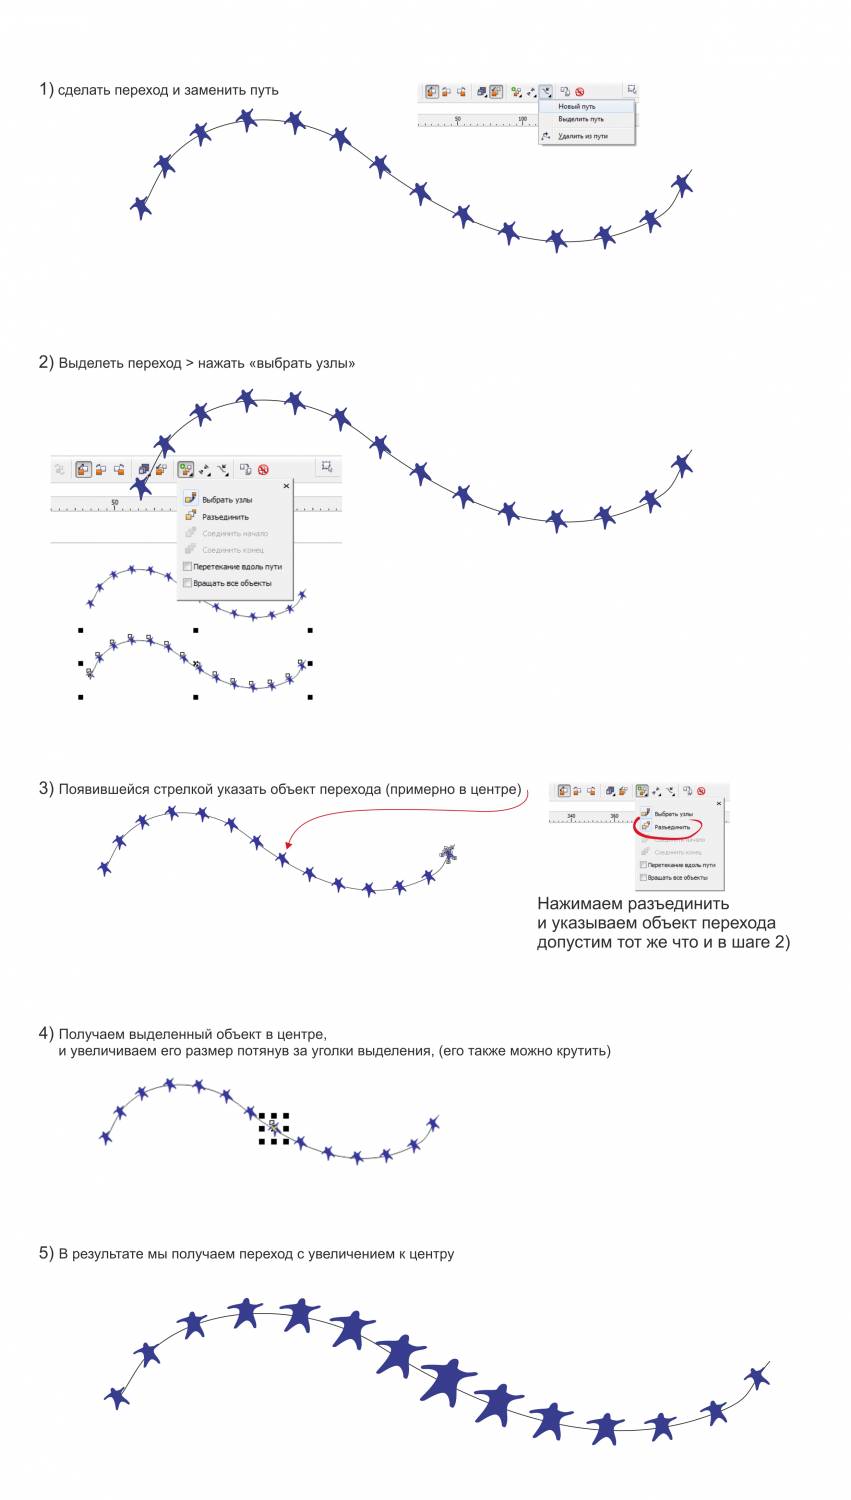 1) сделать переход и заменить путь
Новый путь
Выделить путь
Удалить из пути
50 100
2) Выделеть переход > нажать «выбрать узлы»
50
Выбрать узлы
Разъединить
Соединить начало
Соединить конец
Перетекание вдоль пути
Вращать все объекты
3) Появившейся стрелкой указать объект перехода (примерно в центре)
340 360
Выбрать узлы
Разъединить
Соединить конец
Перетекание вдоль пути
Вращать все объекты
Нажимаем разъединить
и указываем объект перехода
допустим тот же что и в шаге 2)
4) Получаем выделенный объект в центре,
и увеличиваем его размер потянув за уголки выделения, (его также можно крутить)
5) В результате мы получаем переход с увеличением к центру